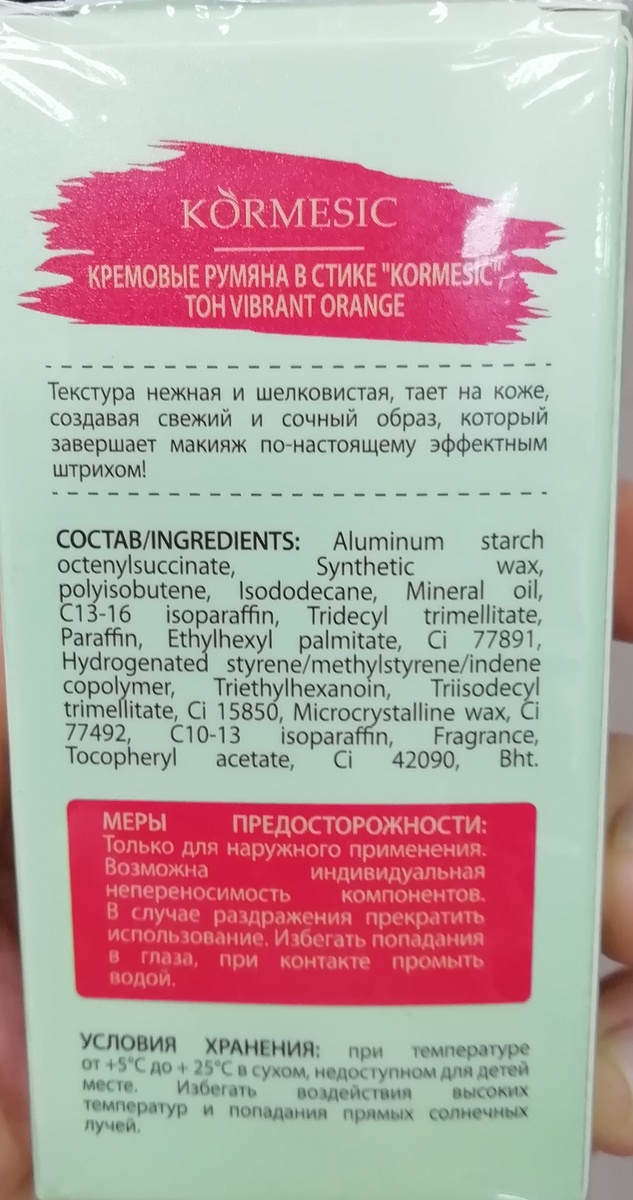 KORMESIC
КРЕМОВЫЕ РУМЯНА В СТИКЕ "KORMESIC",
ТОН VIBRANT ORANGE
Текстура нежная и шелковистая, тает на коже,
создавая свежий и сочный образ, который
завершает макияж по-настоящему эффектным
штрихом!
СОСТАВ/INGREDIENTS: Aluminum starch
octenylsuccinate, Synthetic wax,
polyisobutene, Isododecane, Mineral oil,
C13-16 isoparaffin, Tridecyl trimellitate,
Paraffin, Ethylhexyl palmitate, Ci 77891,
Hydrogenated styrene/methylstyrene/indene
copolymer, Triethylhexanoin, Triisodecyl
trimellitate, Ci 15850, Microcrystalline wax, Ci
77492, C10-13 isoparaffin, Fragrance,
Tocopheryl acetate, Ci 42090, Bht.
МЕРЫ ПРЕДОСТОРОЖНОСТИ:
Только для наружного применения.
Возможна индивидуальная
непереносимость компонентов.
В случае раздражения прекратить
использование. Избегать попадания
в глаза, при контакте промыть
водой.
УСЛОВИЯ ХРАНЕНИЯ: при температуре
от +5°C до + 25°C в сухом, недоступном для детей
месте. Избегать воздействия высоких
температур и попадания прямых солнечных
лучей.